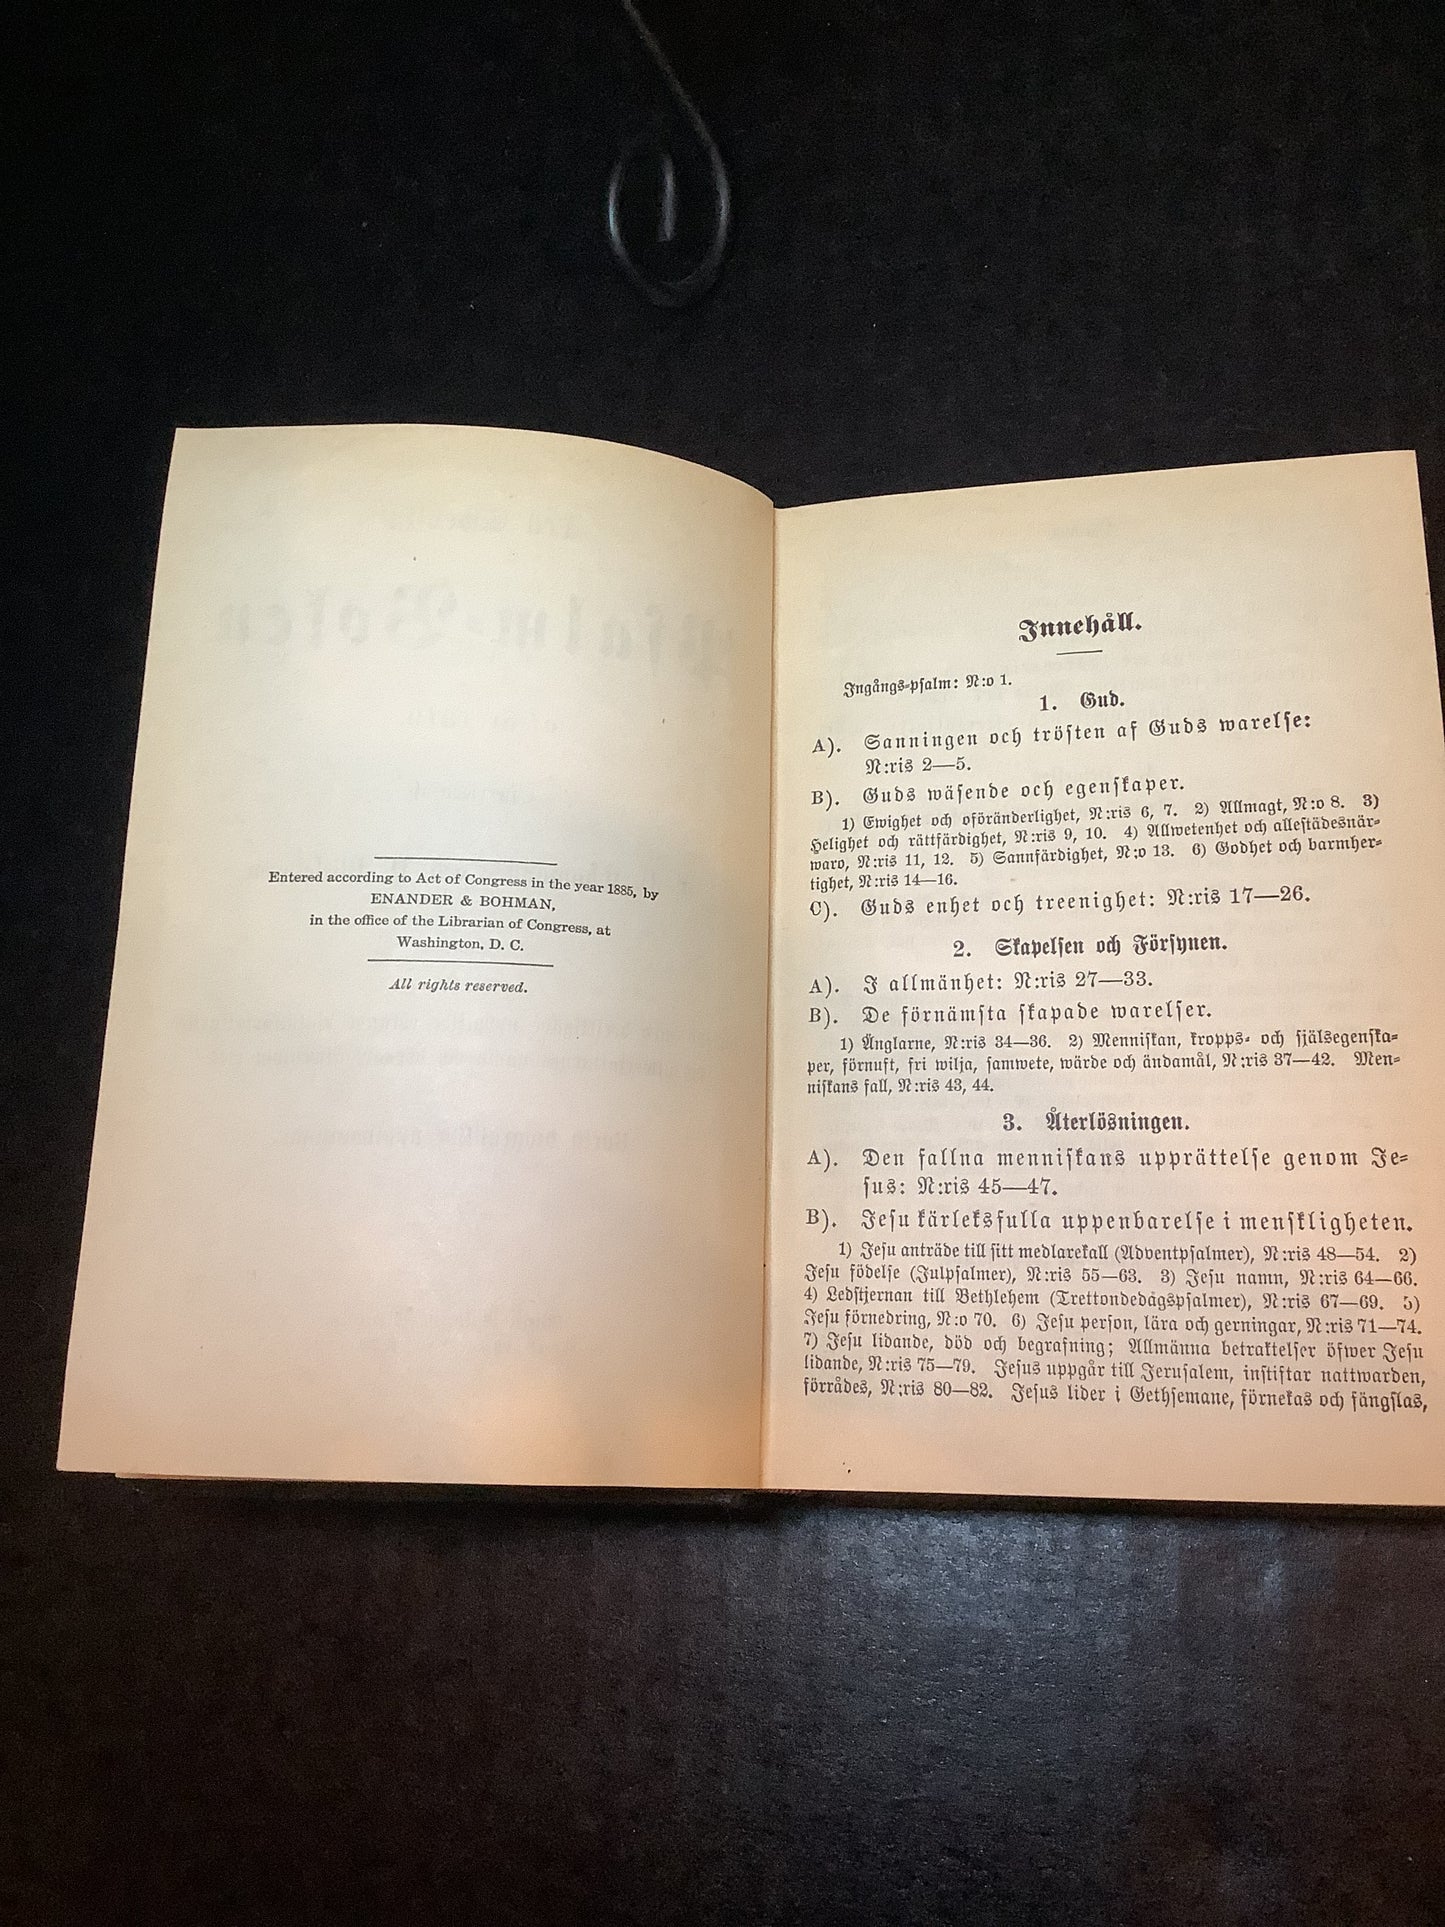 Entered according to Act of Congress in the year 1885, by
ENANDER & BOHMAN,
in the office of the Librarian of Congress, at
Washington, D. C.
All rights reserved.
Innehåll.
Ingångs-psalm: N:o 1.
1. Gud.
A). Sanningen och trösten af Guds warelse:
N:ris 2—5.
B). Guds wäsende och egenskaper.
1) Ewighet och oföränderlighet, N:ris 6, 7. 2) Allmagt, N:o 8. 3)
Helighet och rättfärdighet, N:ris 9, 10. 4) Allwetenhet och allestädesnär-
waro, N:ris 11, 12. 5) Sannfärdighet, N:o 13. 6) Godhet och barmher-
tighet, N:ris 14—16.
C). Guds enhet och treenighet: N:ris 17—26.
2. Skapelsen och Försynen.
A). I allmänhet: N:ris 27—33.
B). De förnämsta skapade warelser.
1) Änglarne, N:ris 34—36. 2) Menniskan, kropps- och själsegenska-
per, förnuft, fri wilja, samwete, wärde och ändamål, N:ris 37—42. Men-
niskans fall, N:ris 43, 44.
3. Återlösningen.
A). Den fallna menniskans upprättelse genom Je-
sus: N:ris 45—47.
B). Jesu kärleksfulla uppenbarelse i menskligheten.
1) Jesu anträde till sitt medlarekall (Adventpsalmer), N:ris 48—54. 2)
Jesu födelse (Julpsalmer), N:ris 55—63. 3) Jesu namn, N:ris 64—66.
4) Ledstjernan till Bethlehem (Trettondedagspsalmer), N:ris 67—69. 5)
Jesu förnedring, N:o 70. 6) Jesu person, lära och gerningar, N:ris 71—74.
7) Jesu lidande, död och begrafning; Allmänna betraktelser öfwer Jesu
lidande, N:ris 75—79. Jesus uppgår till Jerusalem, instiftar nattwarden,
förrådes, N:ris 80—82. Jesus lider i Gethsemane, förnekas och fängslas,